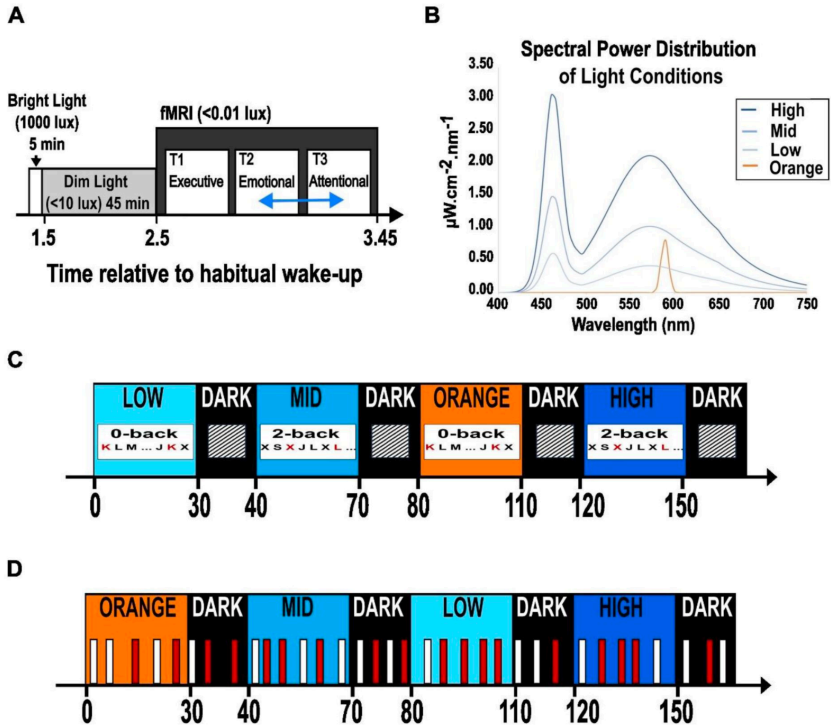 A
Bright Light
(1000 lux)
5 min
fMRI (<0.01 lux)
T1
Executive
T2
Emotional
T3
Attentional
Dim Light
(<10 lux) 45 min
1.5
2.5
3.45
Time relative to habitual wake-up
B
Spectral Power Distribution
of Light Conditions
µW.cm-2.nm-1
3.50
3.00
2.50
2.00
1.50
1.00
0.50
0.00
High
Mid
Low
Orange
400
450
500
550
590
600
650
700
750
Wavelength (nm)
C
LOW
DARK
MID
DARK
ORANGE
DARK
HIGH
DARK
0-back
K L M ... J K X
2-back
X S X J L X L ...
0-back
K L M ... J K X
2-back
X S X J L X L ...
0
30
40
70
80
110
120
150
D
ORANGE
DARK
MID
DARK
LOW
DARK
HIGH
DARK
0
30
40
70
80
110
120
150